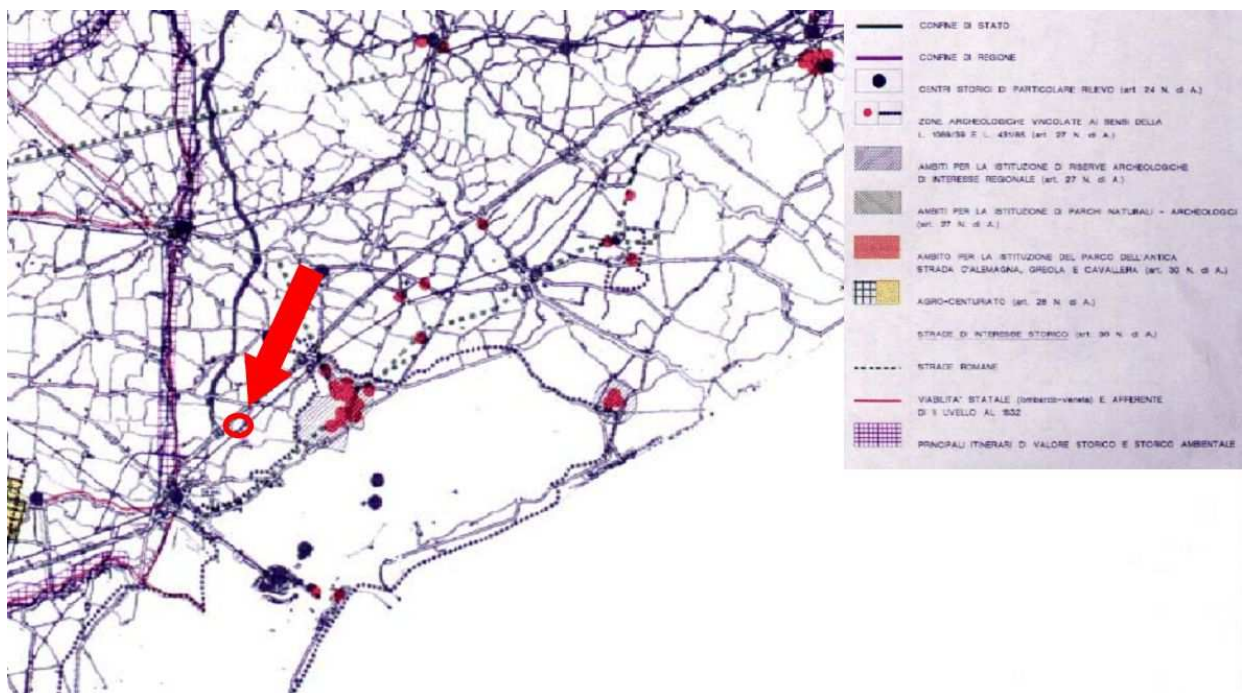 CONFINE DI STATO
CONFINE DI REGIONE
CENTRI STORICI DI PARTICOLARE RILIEVO (art. 24 N. di A.)
ZONE ARCHEOLOGICHE VINCOLATE AI SENSI DELLA
L. 1089/39 E L. 431/85 (art. 27 N. di A.)
AMBITI PER LA ISTITUZIONE DI RISERVE ARCHEOLOGICHE
DI INTERESSE REGIONALE (art. 27 N. di A.)
AMBITI PER LA ISTITUZIONE DI PARCHI NATURALI - ARCHEOLOGICI
(art. 27 N. di A.)
AMBITO PER LA ISTITUZIONE DEL PARCO DELL'ANTICA
STRADA D'ALEMAGNA, GREOLA E CAVALLERA (art. 30 N. di A.)
AGRO-CENTURIATO (art. 28 N. di A.)
STRADE DI INTERESSE STORICO (art. 30 N. di A.)
STRADE ROMANE
VIABILITA' STATALE (lombardo-veneta) E AFFERENTE
DI II LIVELLO AL 1832
PRINCIPALI ITINERARI DI VALORE STORICO E STORICO AMBIENTALE